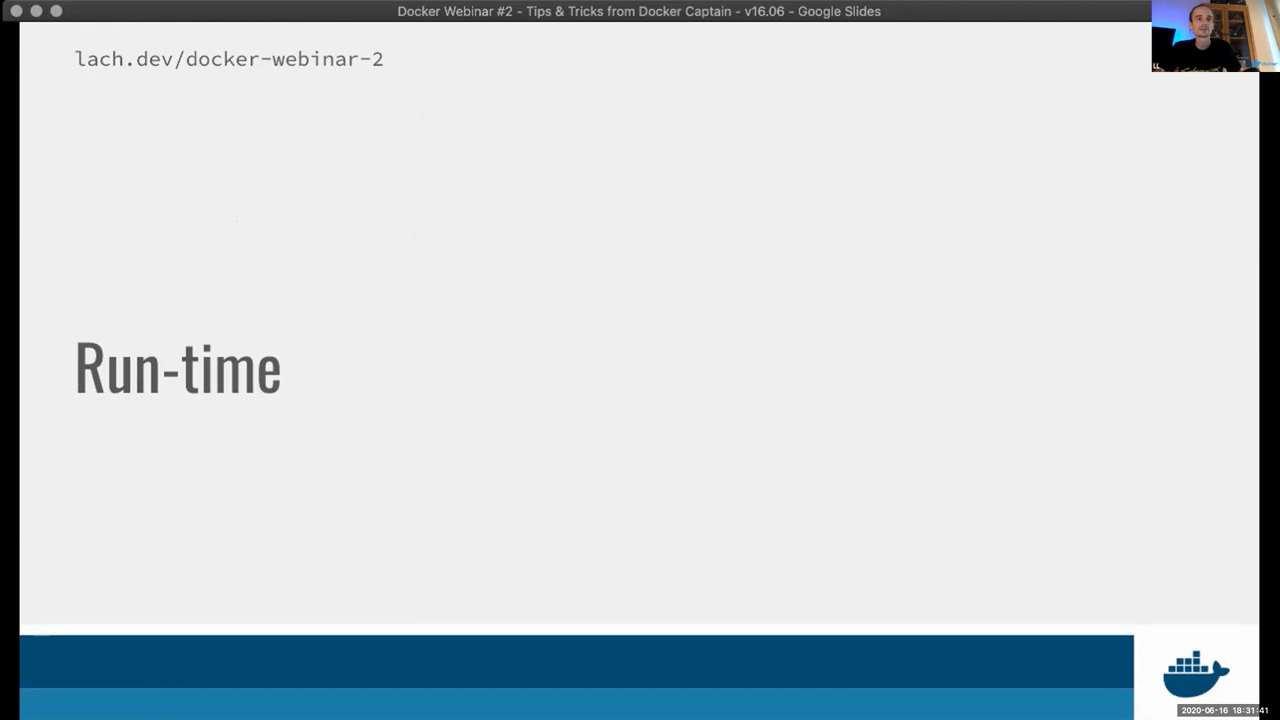 Docker Webinar #2 - Tips & Tricks from Docker Captain - v16.06 - Google Slides
lach.dev/docker-webinar-2
LL
Run-time
2020-06-16 18:31:41